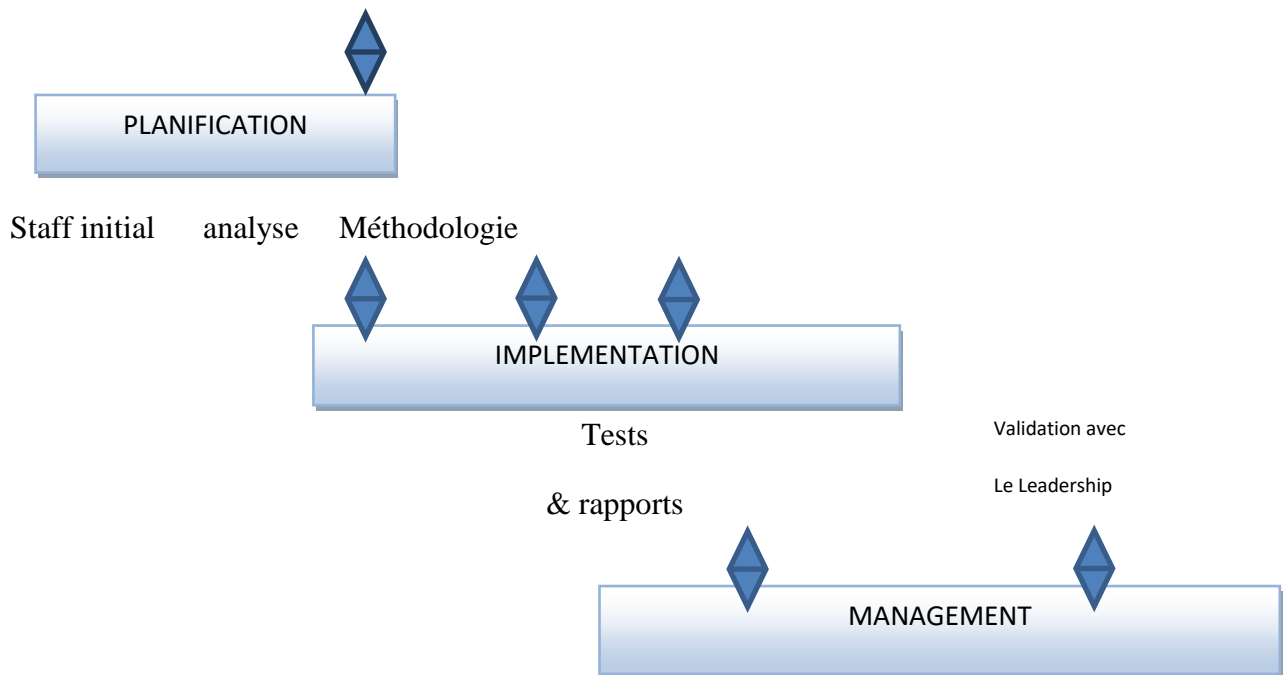 PLANIFICATION
Staff initial analyse Méthodologie
IMPLEMENTATION
Tests
& rapports
Validation avec
Le Leadership
MANAGEMENT